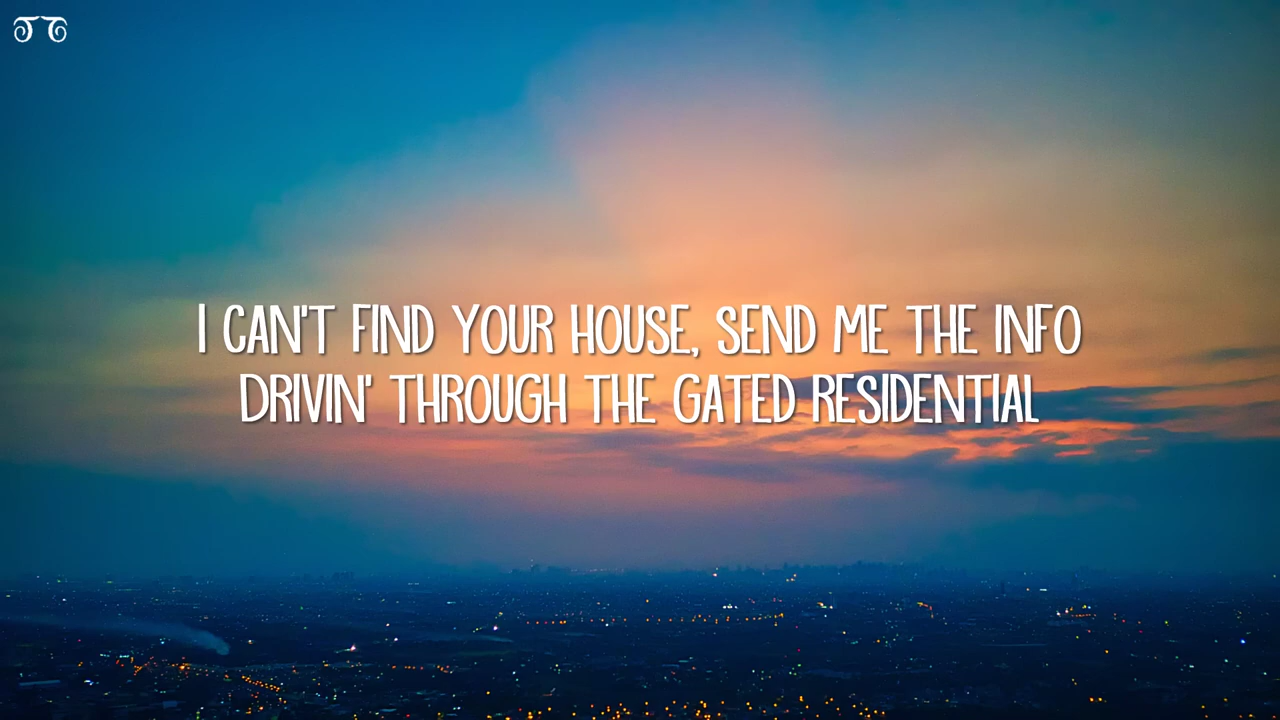 I CAN'T FIND YOUR HOUSE, SEND ME THE INFO
DRIVIN' THROUGH THE GATED RESIDENTIAL